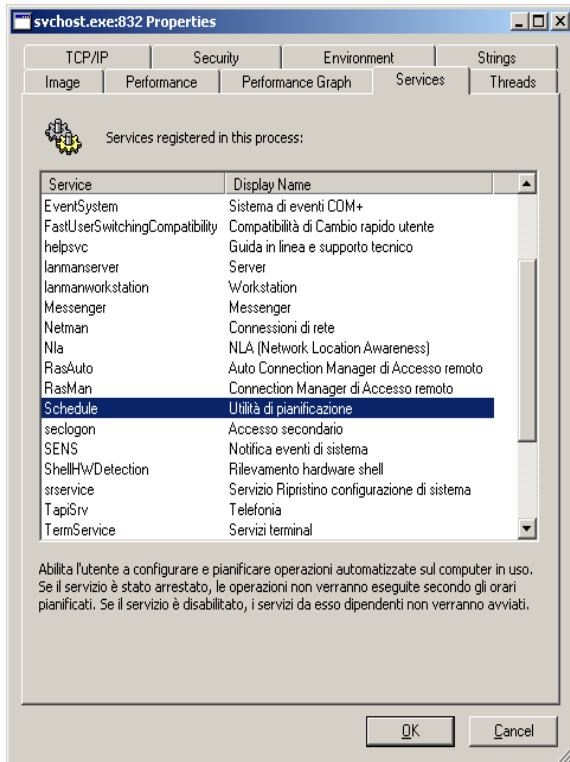 svchost.exe:832 Properties
TCP/IP Security Environment Strings
Image Performance Performance Graph Services Threads
Services registered in this process:
Service Display Name
EventSystem Sistema di eventi COM+
FastUserSwitchingCompatibility Compatibilità di Cambio rapido utente
helpsvc Guida in linea e supporto tecnico
lanmanserver Server
lanmanworkstation Workstation
Messenger Messenger
Netman Connessioni di rete
Nla NLA (Network Location Awareness)
RasAuto Auto Connection Manager di Accesso remoto
RasMan Connection Manager di Accesso remoto
Schedule Utilità di pianificazione
seclogon Accesso secondario
SENS Notifica eventi di sistema
ShellHWDetection Rilevamento hardware shell
srservice Servizio Ripristino configurazione di sistema
TapiSrv Telefonia
TermService Servizi terminal
Abilita l'utente a configurare e pianificare operazioni automatizzate sul computer in uso.
Se il servizio è stato arrestato, le operazioni non verranno eseguite secondo gli orari
pianificati. Se il servizio è disabilitato, i servizi da esso dipendenti non verranno avviati.
OK Cancel